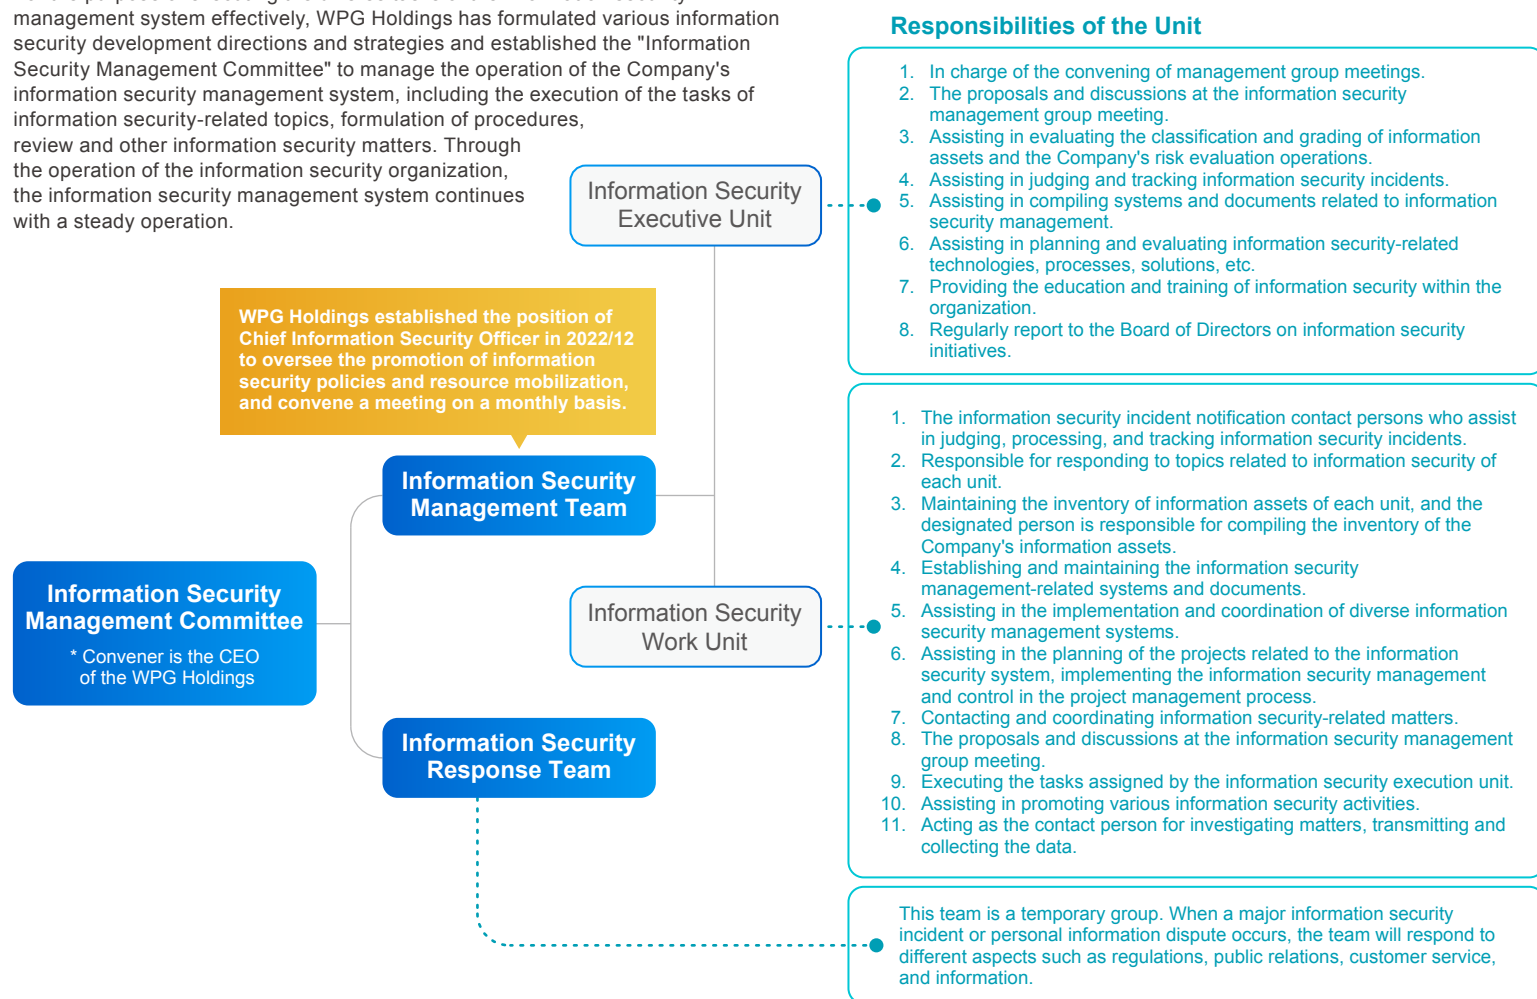 management system effectively, WPG Holdings has formulated various information
security development directions and strategies and established the "Information
Security Management Committee" to manage the operation of the Company's
information security management system, including the execution of the tasks of
information security-related topics, formulation of procedures,
review and other information security matters. Through
the operation of the information security organization,
the information security management system continues
with a steady operation.
Information Security
Executive Unit
WPG Holdings established the position of
Chief Information Security Officer in 2022/12
to oversee the promotion of information
security policies and resource mobilization,
and convene a meeting on a monthly basis.
Information Security
Management Team
Information Security
Management Committee
* Convener is the CEO
of the WPG Holdings
Information Security
Work Unit
Information Security
Response Team
Responsibilities of the Unit
1. In charge of the convening of management group meetings.
2. The proposals and discussions at the information security
management group meeting.
3. Assisting in evaluating the classification and grading of information
assets and the Company's risk evaluation operations.
4. Assisting in judging and tracking information security incidents.
5. Assisting in compiling systems and documents related to information
security management.
6. Assisting in planning and evaluating information security-related
technologies, processes, solutions, etc.
7. Providing the education and training of information security within the
organization.
8. Regularly report to the Board of Directors on information security
initiatives.
1. The information security incident notification contact persons who assist
in judging, processing, and tracking information security incidents.
2. Responsible for responding to topics related to information security of
each unit.
3. Maintaining the inventory of information assets of each unit, and the
designated person is responsible for compiling the inventory of the
Company's information assets.
4. Establishing and maintaining the information security
management-related systems and documents.
5. Assisting in the implementation and coordination of diverse information
security management systems.
6. Assisting in the planning of the projects related to the information
security system, implementing the information security management
and control in the project management process.
7. Contacting and coordinating information security-related matters.
8. The proposals and discussions at the information security management
group meeting.
9. Executing the tasks assigned by the information security execution unit.
10. Assisting in promoting various information security activities.
11. Acting as the contact person for investigating matters, transmitting and
collecting the data.
This team is a temporary group. When a major information security
incident or personal information dispute occurs, the team will respond to
different aspects such as regulations, public relations, customer service,
and information.